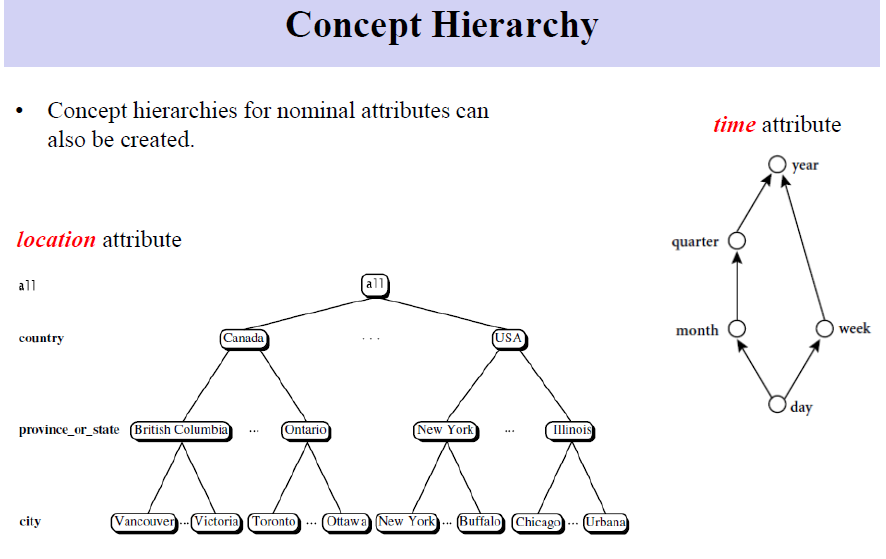 Concept Hierarchy
• Concept hierarchies for nominal attributes can
also be created.
time attribute
year
quarter
month
week
day
location attribute
all
all
country
Canada
...
USA
province_or_state
British Columbia
...
Ontario
New York
...
Illinois
city
Vancouver
...
Victoria
Toronto
...
Ottawa
New York
...
Buffalo
Chicago
...
Urbana